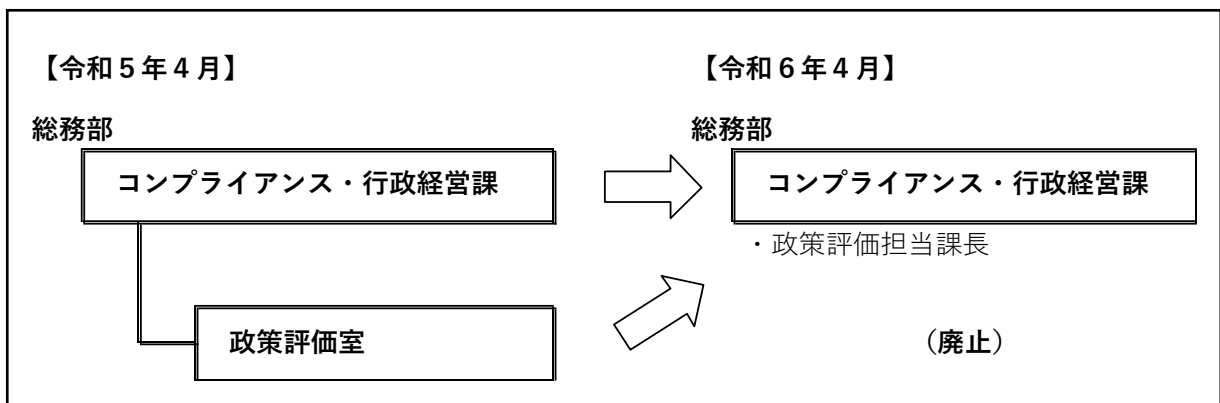 【令和５年４月】
総務部
コンプライアンス・行政経営課
政策評価室
【令和６年４月】
総務部
コンプライアンス・行政経営課
・政策評価担当課長
（廃止）